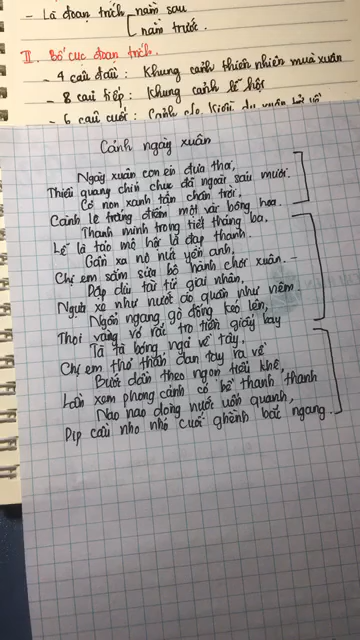 - Là đoạn trích nằm sau
nằm trước.
II. Bố cục đoạn trích.
- 4 câu đầu: Khung cảnh thiên nhiên mùa xuân
- 8 câu tiếp: Khung cảnh lễ hội
- 6 câu cuối: Cảnh
Cảnh ngày xuân
Ngày xuân con én đưa thoi,
Thiều quang chín chục đã ngoài sáu mươi.
Cỏ non xanh tận chân trời,
Cành lê trắng điểm một vài bông hoa.
Thanh minh trong tiết tháng ba,
Lễ là tảo mộ hội là đạp thanh.
Gần xa nô nức yến anh,
Chị em sắm sửa bộ hành chơi xuân.
Dập dìu tài tử giai nhân,
Ngựa xe như nước áo quần như nêm.
Ngổn ngang gò đống kéo lên,
Thoi vàng vó rắc tro tiền giấy bay
Tà tà bóng ngả về tây,
Chị em thơ thẩn dan tay ra về
Bước dần theo ngọn tiểu khê,
Lần xem phong cảnh có bề thanh thanh
Nao nao dòng nước uốn quanh,
Dịp cầu nho nhỏ cuối ghềnh bắc ngang.